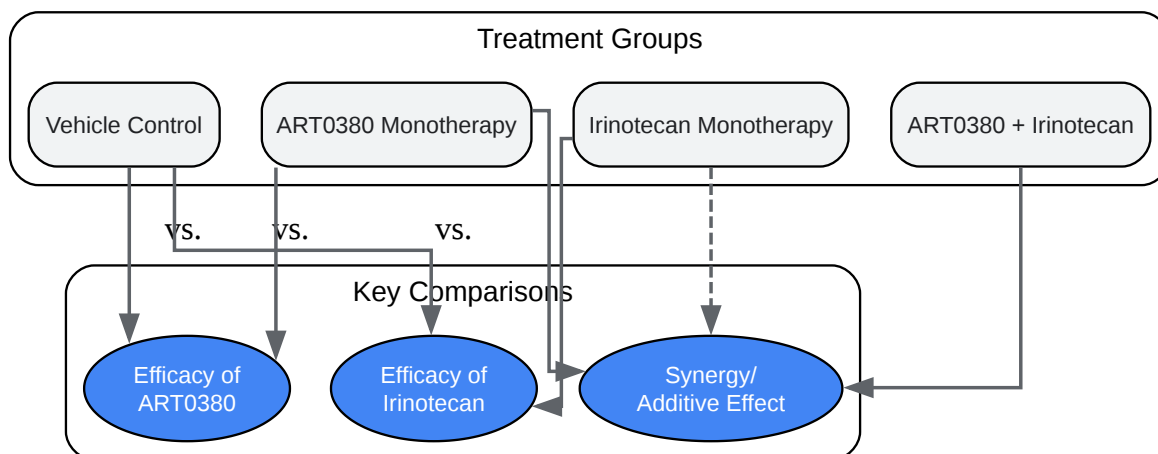 Treatment Groups
Vehicle Control
ART0380 Monotherapy
Irinotecan Monotherapy
ART0380 + Irinotecan
vs.
vs.
vs.
Key Comparisons
Efficacy of
ART0380
Efficacy of
Irinotecan
Synergy/
Additive Effect